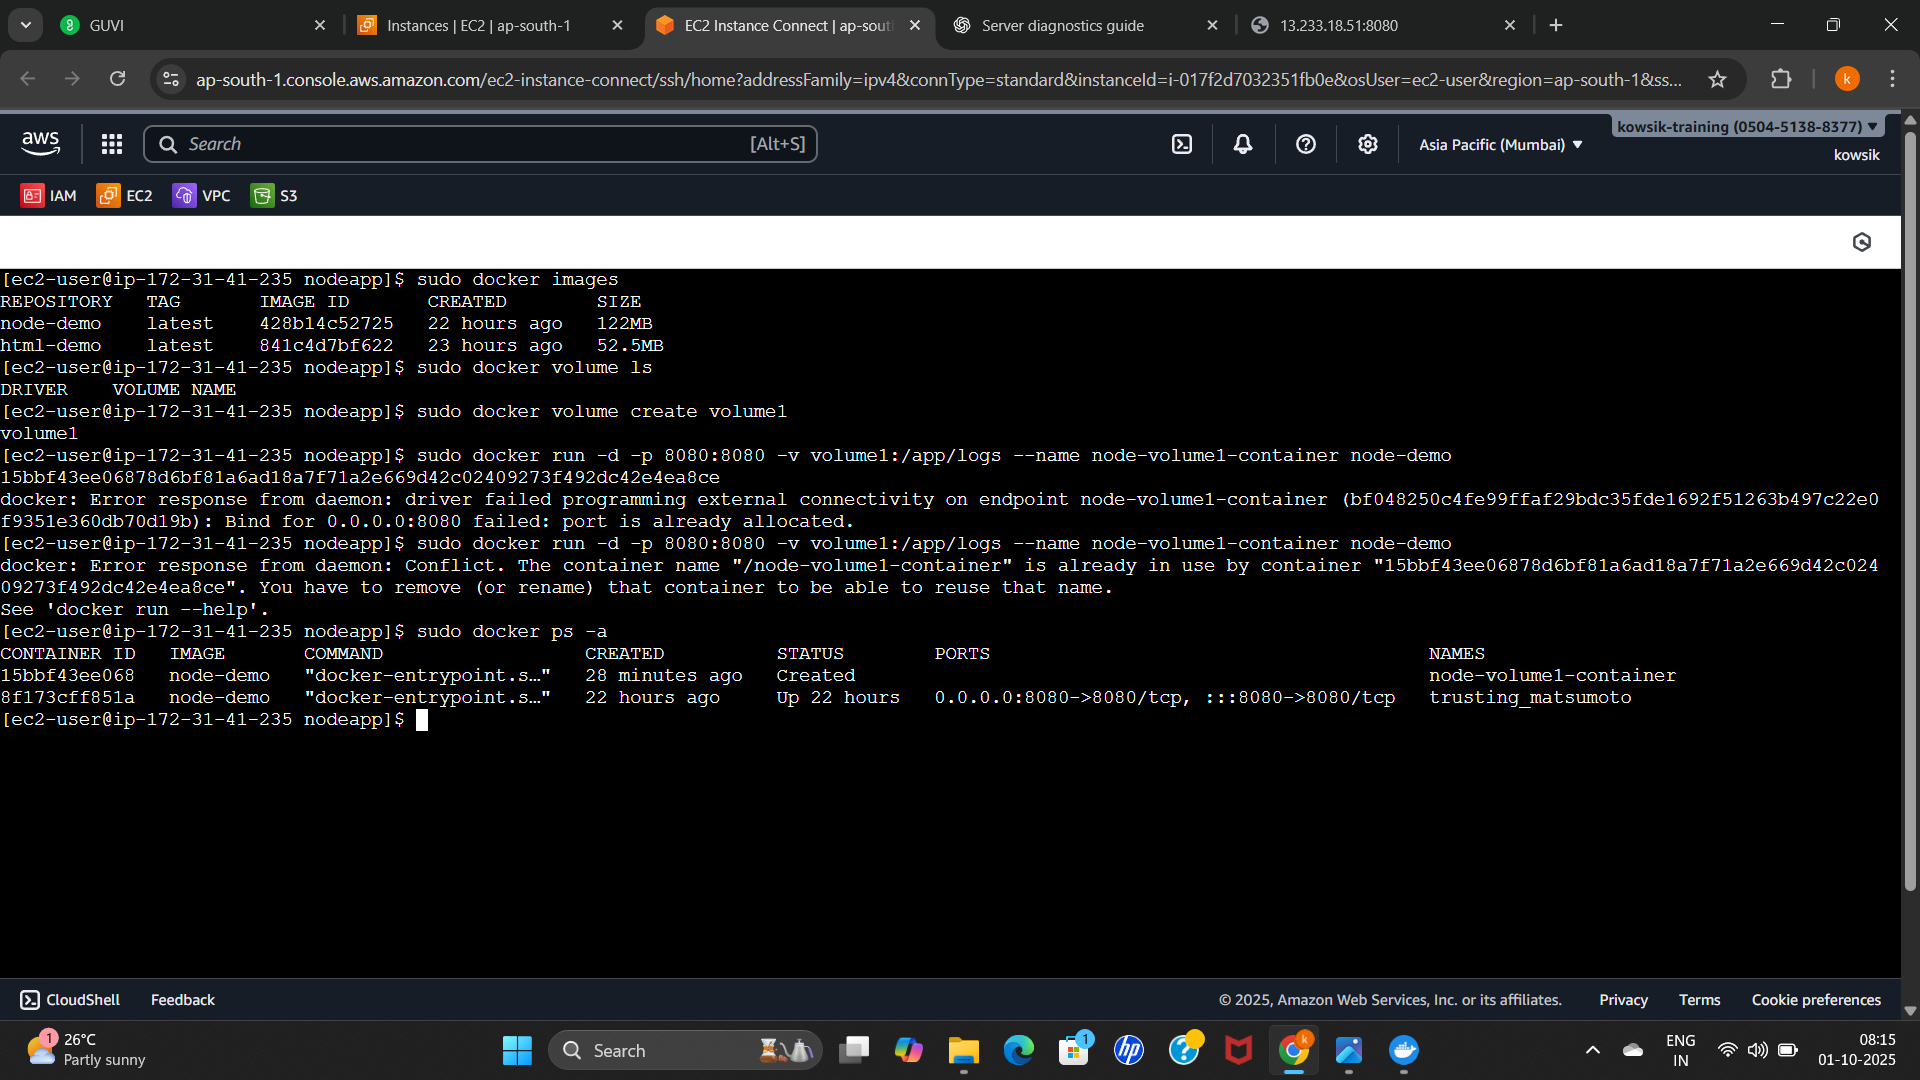 GUVI
Instances | EC2 | ap-south-1
EC2 Instance Connect | ap-sout
Server diagnostics guide
13.233.18.51:8080
ap-south-1.console.aws.amazon.com/ec2-instance-connect/ssh/home?addressFamily=ipv4&connType=standard&instanceId=i-017f2d7032351fb0e&osUser=ec2-user&region=ap-south-1&ss...
k
aws
Search
[Alt+S]
Asia Pacific (Mumbai)
kowsik-training (0504-5138-8377)
kowsik
IAM
EC2
VPC
S3
[ec2-user@ip-172-31-41-235 nodeapp]$ sudo docker images
REPOSITORY TAG IMAGE ID CREATED SIZE
node-demo latest 428b14c52725 22 hours ago 122MB
html-demo latest 841c4d7bf622 23 hours ago 52.5MB
[ec2-user@ip-172-31-41-235 nodeapp]$ sudo docker volume ls
DRIVER VOLUME NAME
[ec2-user@ip-172-31-41-235 nodeapp]$ sudo docker volume create volume1
volume1
[ec2-user@ip-172-31-41-235 nodeapp]$ sudo docker run -d -p 8080:8080 -v volume1:/app/logs --name node-volume1-container node-demo
15bbf43ee06878d6bf81a6ad18a7f71a2e669d42c02409273f492dc42e4ea8ce
docker: Error response from daemon: driver failed programming external connectivity on endpoint node-volume1-container (bf048250c4fe99ffaf29bdc35fde1692f51263b497c22e0
f9351e360db70d19b): Bind for 0.0.0.0:8080 failed: port is already allocated.
[ec2-user@ip-172-31-41-235 nodeapp]$ sudo docker run -d -p 8080:8080 -v volume1:/app/logs --name node-volume1-container node-demo
docker: Error response from daemon: Conflict. The container name "/node-volume1-container" is already in use by container "15bbf43ee06878d6bf81a6ad18a7f71a2e669d42c024
09273f492dc42e4ea8ce". You have to remove (or rename) that container to be able to reuse that name.
See 'docker run --help'.
[ec2-user@ip-172-31-41-235 nodeapp]$ sudo docker ps -a
CONTAINER ID IMAGE COMMAND CREATED STATUS PORTS NAMES
15bbf43ee068 node-demo "docker-entrypoint.s…" 28 minutes ago Created node-volume1-container
8f173cff851a node-demo "docker-entrypoint.s…" 22 hours ago Up 22 hours 0.0.0.0:8080->8080/tcp, :::8080->8080/tcp trusting_matsumoto
[ec2-user@ip-172-31-41-235 nodeapp]$
CloudShell
Feedback
© 2025, Amazon Web Services, Inc. or its affiliates.
Privacy
Terms
Cookie preferences
1
26°C
Partly sunny
Search
1
hp
k
ENG
IN
08:15
01-10-2025